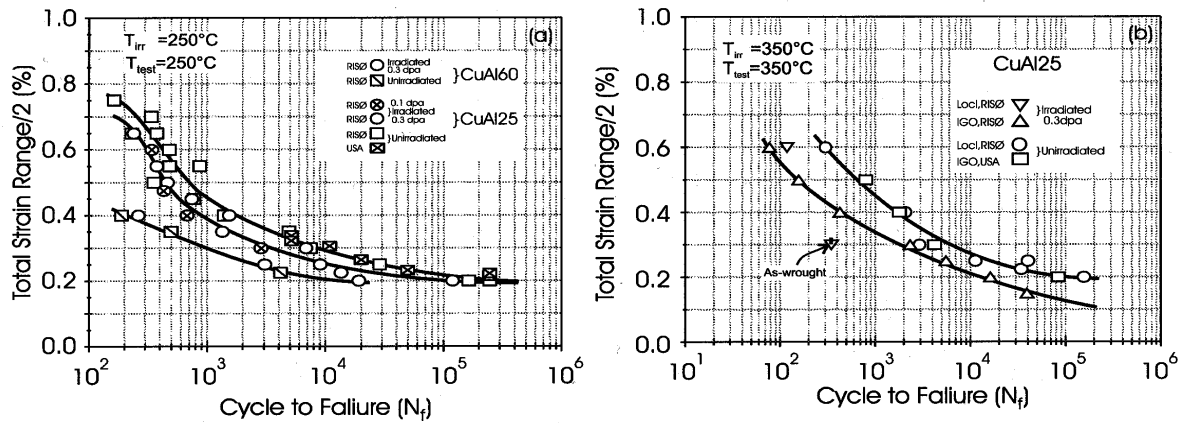 (a)
T_irr =250°C
T_test=250°C
RISØ Irradiated 0.3 dpa
RISØ Unirradiated
}CuAl60
RISØ 0.1 dpa
}Irradiated
RISØ 0.3 dpa
RISØ
}Unirradiated
USA
}CuAl25
Total Strain Range/2 (%)
1.0
0.8
0.6
0.4
0.2
0.0
10^2
10^3
10^4
10^5
10^6
Cycle to Faliure (N_f)
(b)
T_irr =350°C
T_test=350°C
CuAl25
Locl,RISØ
IGO,RISØ
}Irradiated
0.3dpa
Locl,RISØ
IGO,USA
}Unirradiated
As-wrought
Total Strain Range/2 (%)
1.0
0.8
0.6
0.4
0.2
0.0
10^1
10^2
10^3
10^4
10^5
10^6
Cycle to Faliure (N_f)